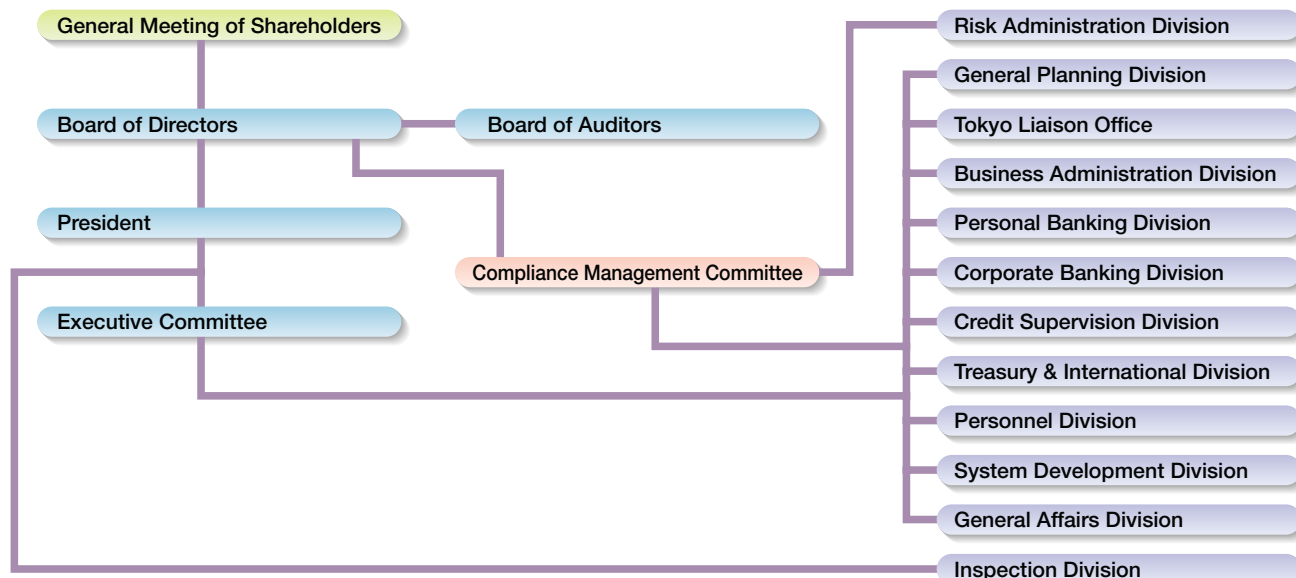 General Meeting of Shareholders
Board of Directors
Board of Auditors
President
Compliance Management Committee
Executive Committee
Risk Administration Division
General Planning Division
Tokyo Liaison Office
Business Administration Division
Personal Banking Division
Corporate Banking Division
Credit Supervision Division
Treasury & International Division
Personnel Division
System Development Division
General Affairs Division
Inspection Division